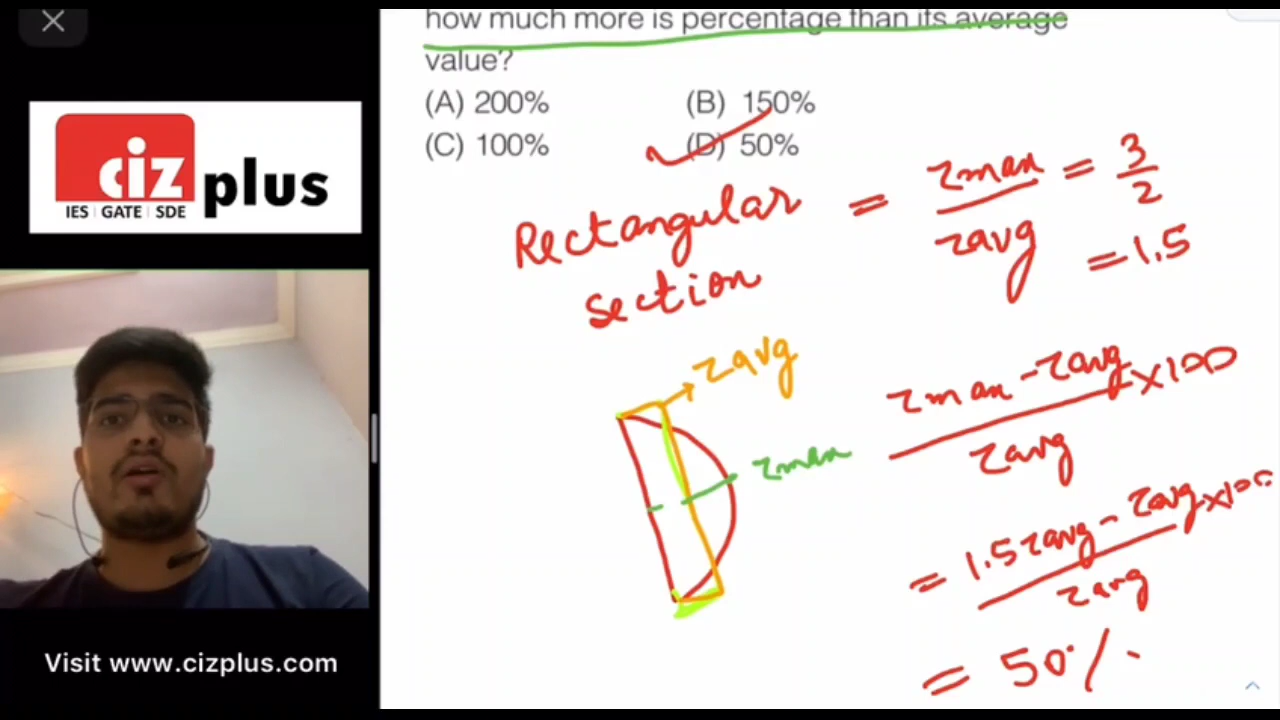 how much more is percentage than its average
value?
(A) 200% (B) 150%
(C) 100% (D) 50%
Rectangular section = τmax / τavg = 3/2
= 1.5
τavg
τmax
τmax - τavg / τavg ×100
= 1.5 τavg - τavg / τavg ×100
= 50%
ciz plus
IES | GATE | SDE
Visit www.cizplus.com